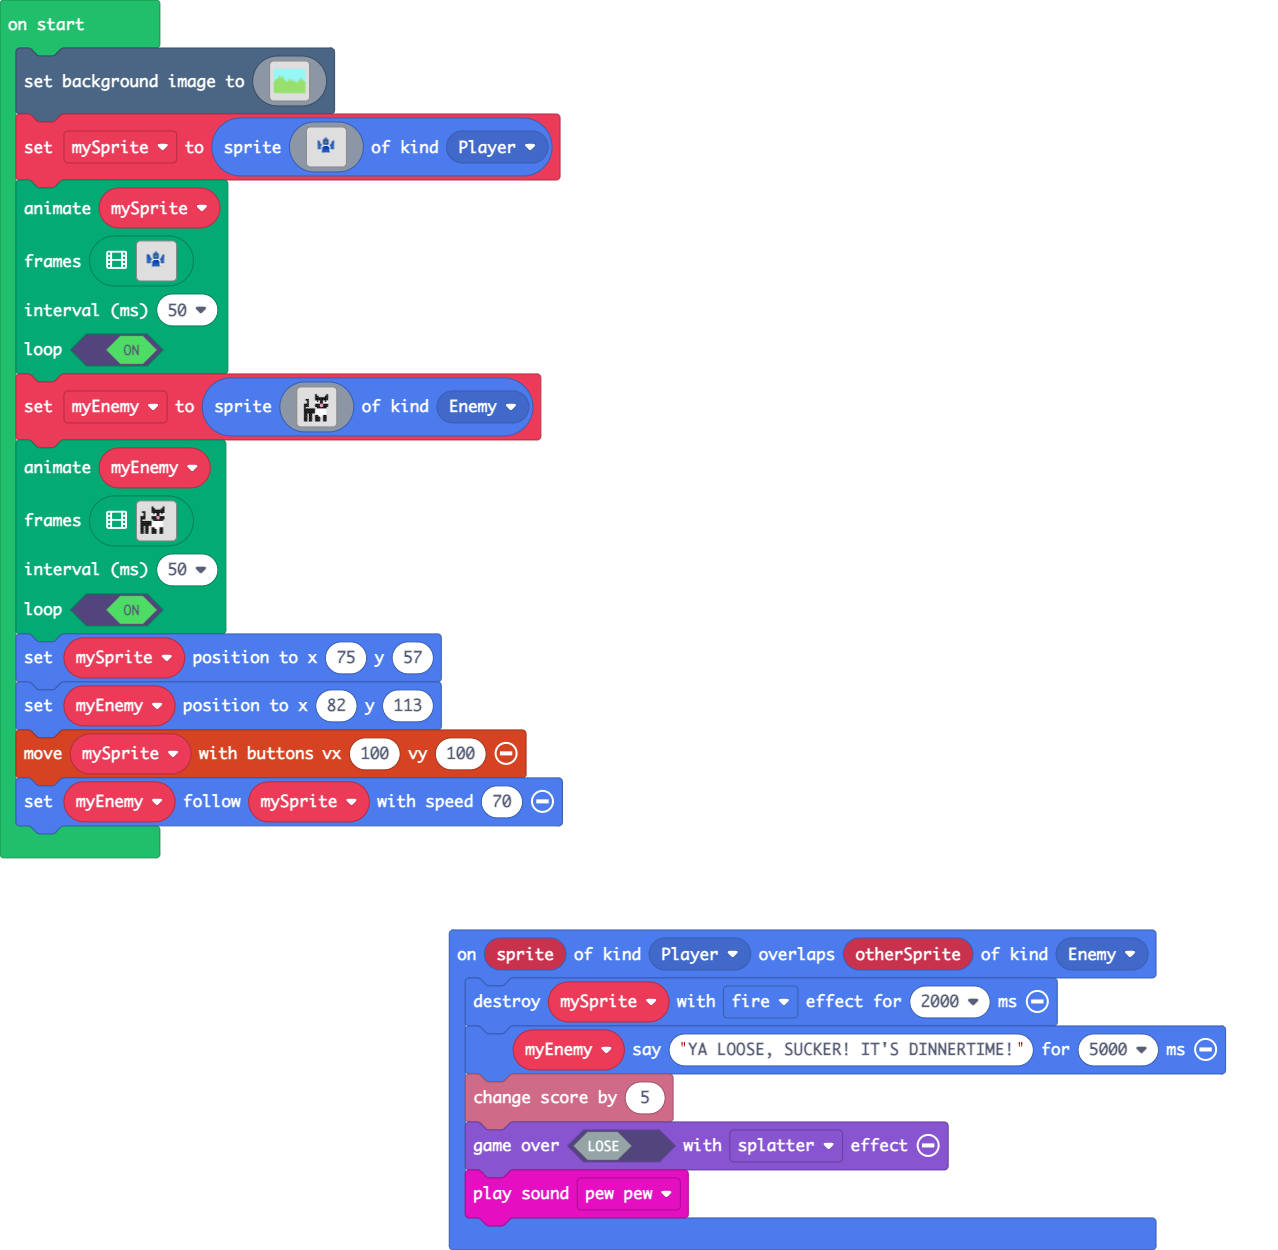 on start
set background image to
set mySprite to sprite of kind Player
animate mySprite
frames
interval (ms) 50
loop ON
set myEnemy to sprite of kind Enemy
animate myEnemy
frames
interval (ms) 50
loop ON
set mySprite position to x 75 y 57
set myEnemy position to x 82 y 113
move mySprite with buttons vx 100 vy 100
set myEnemy follow mySprite with speed 70
on sprite of kind Player overlaps otherSprite of kind Enemy
destroy mySprite with fire effect for 2000 ms
myEnemy say "YA LOOSE, SUCKER! IT'S DINNERTIME!" for 5000 ms
change score by 5
game over LOSE with splatter effect
play sound pew pew